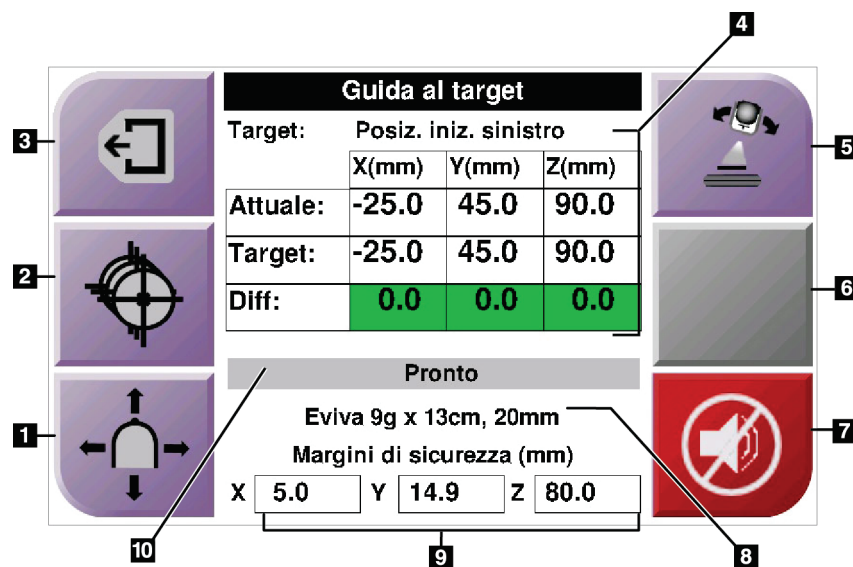 4
Guida al target
3
Target: Posiz. iniz. sinistro
5
X(mm) Y(mm) Z(mm)
Attuale: -25.0 45.0 90.0
2
Target: -25.0 45.0 90.0
6
Diff: 0.0 0.0 0.0
Pronto
Eviva 9g x 13cm, 20mm
1
7
Margini di sicurezza (mm)
X 5.0 Y 14.9 Z 80.0
10
9
8